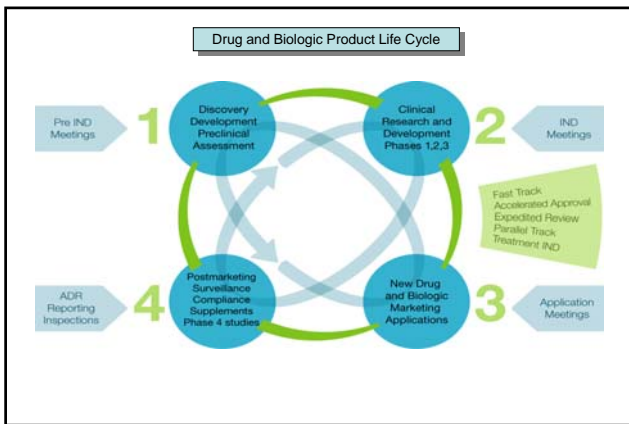 Drug and Biologic Product Life Cycle
Pre IND
Meetings
1
Discovery
Development
Preclinical
Assessment
Clinical
Research and
Development
Phases 1,2,3
2
IND
Meetings
Fast Track
Accelerated Approval
Expedited Review
Parallel Track
Treatment IND
ADR
Reporting
Inspections
4
Postmarketing
Surveillance
Compliance
Supplements
Phase 4 studies
New Drug
and Biologic
Marketing
Applications
3
Application
Meetings